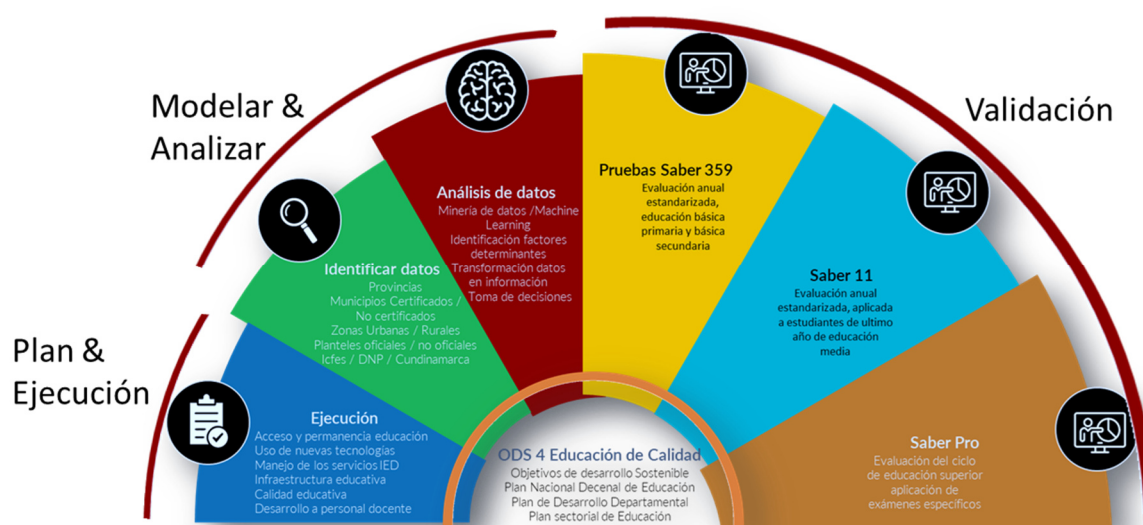 Modelar &
Analizar
Validación
Plan &
Ejecución
Ejecución
Acceso y permanencia educación
Uso de nuevas tecnologías
Manejo de los servicios IED
Infraestructura educativa
Calidad educativa
Desarrollo a personal docente
Identificar datos
Provincias
Municipios Certificados /
No certificados
Zonas Urbanas / Rurales
Planteles oficiales / no oficiales
Icfes / DNP / Cundinamarca
Análisis de datos
Minería de datos /Machine
Learning
Identificación factores
determinantes
Transformación datos
en información
Toma de decisiones
Pruebas Saber 359
Evaluación anual
estandarizada,
educación básica
primaria y básica
secundaria
Saber 11
Evaluación anual
estandarizada, aplicada
a estudiantes de ultimo
año de educación
media
Saber Pro
Evaluación del ciclo
de educación superior
aplicación de
exámenes específicos
ODS 4 Educación de Calidad
Objetivos de desarrollo Sostenible
Plan Nacional Decenal de Educación
Plan de Desarrollo Departamental
Plan sectorial de Educación